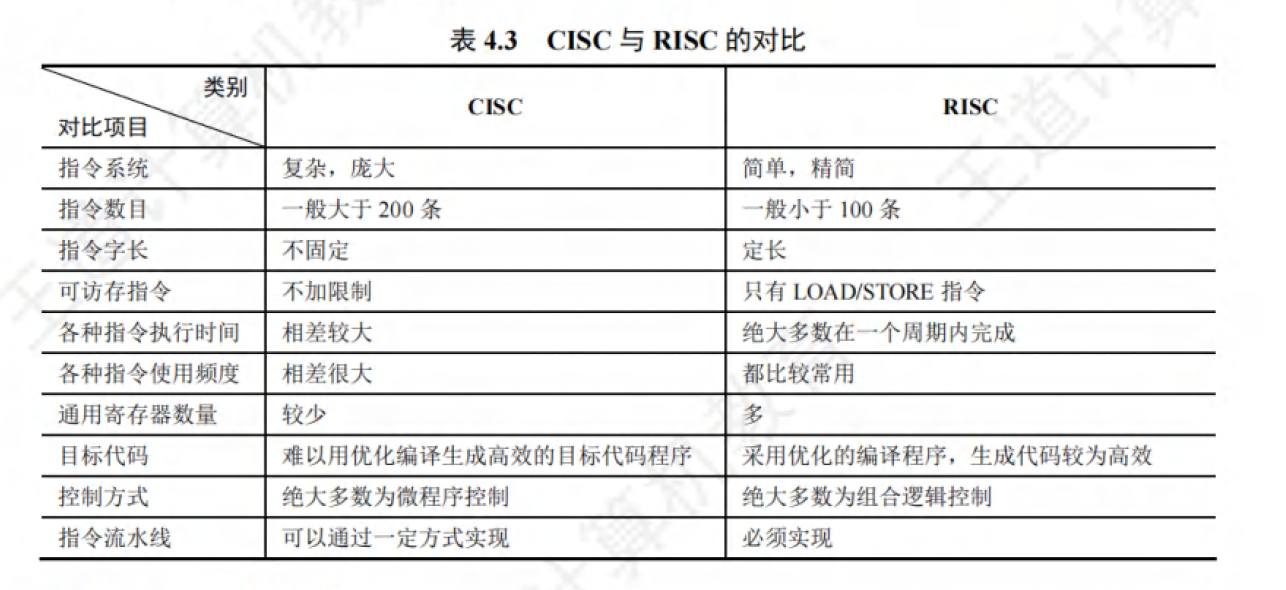 表 4.3 CISC 与 RISC 的对比
类别
对比项目 CISC RISC
指令系统 复杂，庞大 简单，精简
指令数目 一般大于 200 条 一般小于 100 条
指令字长 不固定 定长
可访存指令 不加限制 只有 LOAD/STORE 指令
各种指令执行时间 相差较大 绝大多数在一个周期内完成
各种指令使用频度 相差很大 都比较常用
通用寄存器数量 较少 多
目标代码 难以用优化编译生成高效的目标代码程序 采用优化的编译程序，生成代码较为高效
控制方式 绝大多数为微程序控制 绝大多数为组合逻辑控制
指令流水线 可以通过一定方式实现 必须实现